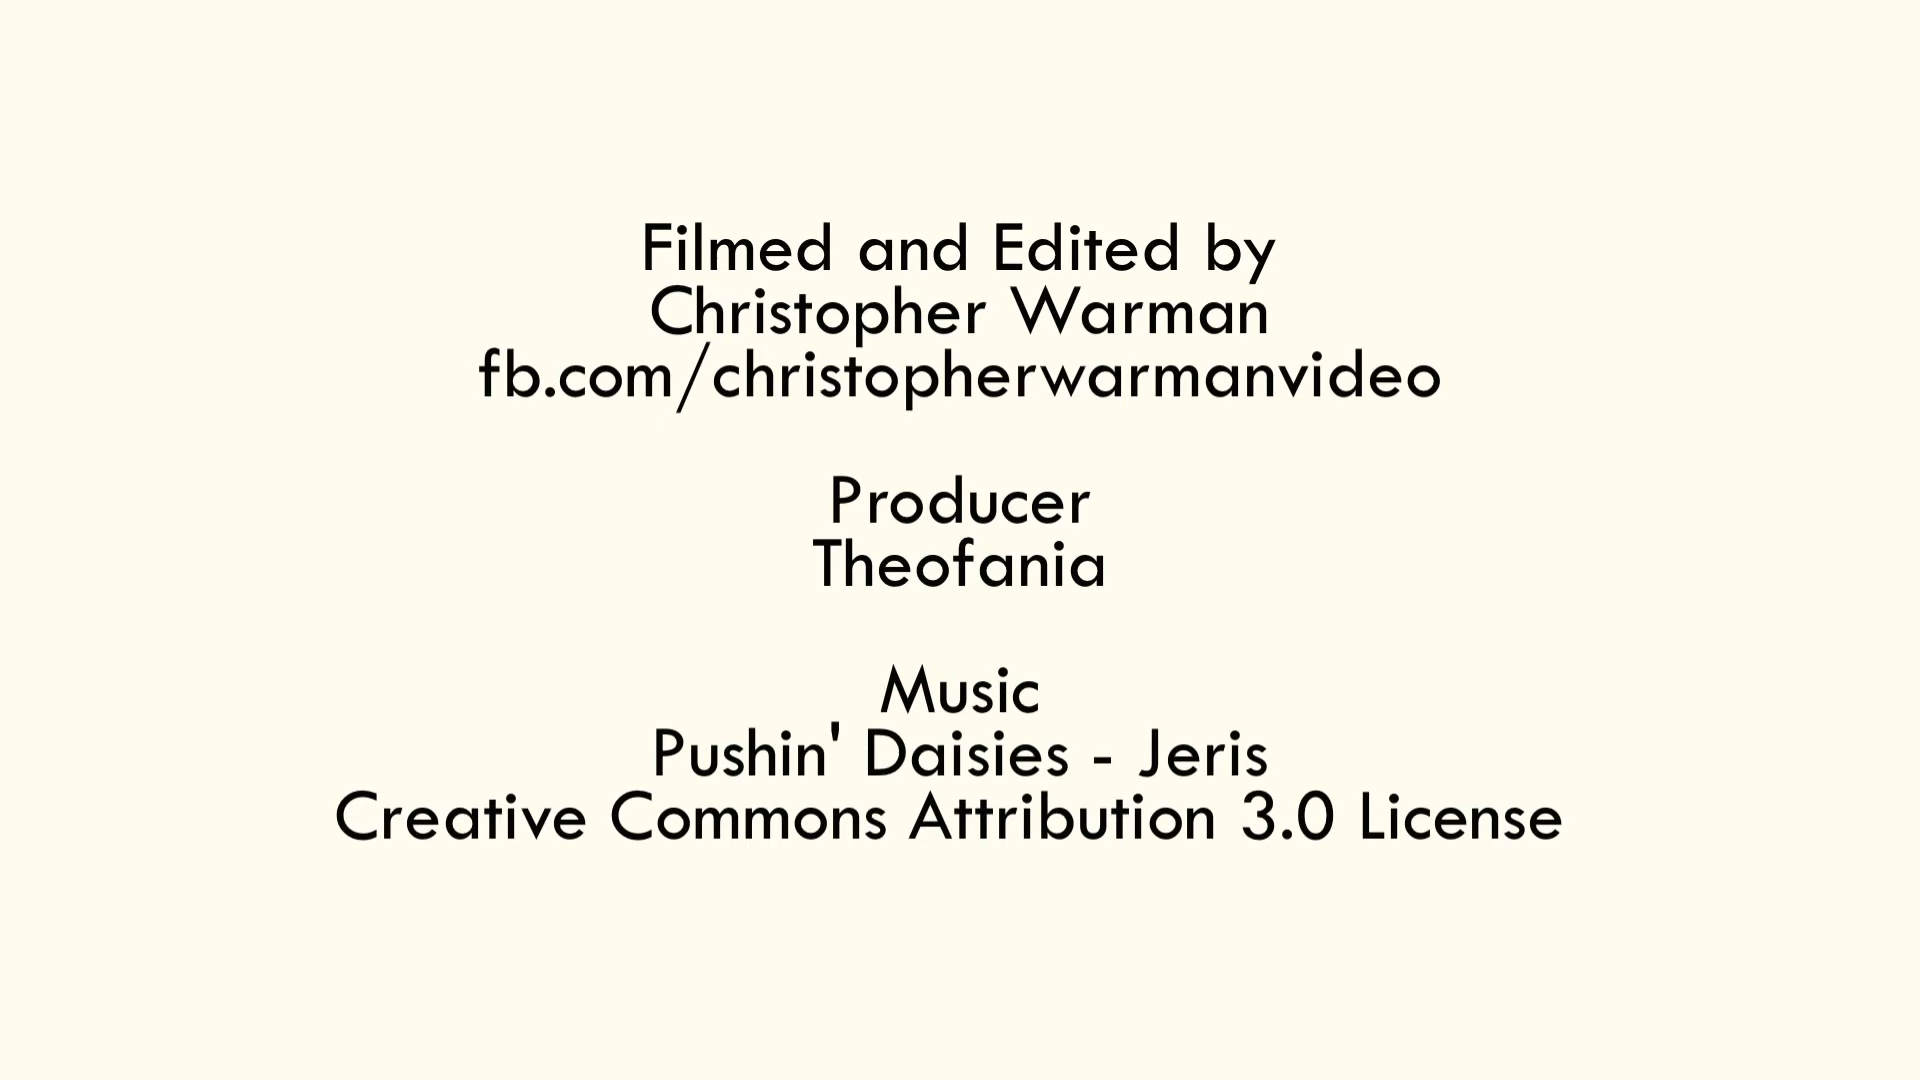 Filmed and Edited by
Christopher Warman
fb.com/christopherwarmanvideo
Producer
Theofania
Music
Pushin' Daisies - Jeris
Creative Commons Attribution 3.0 License